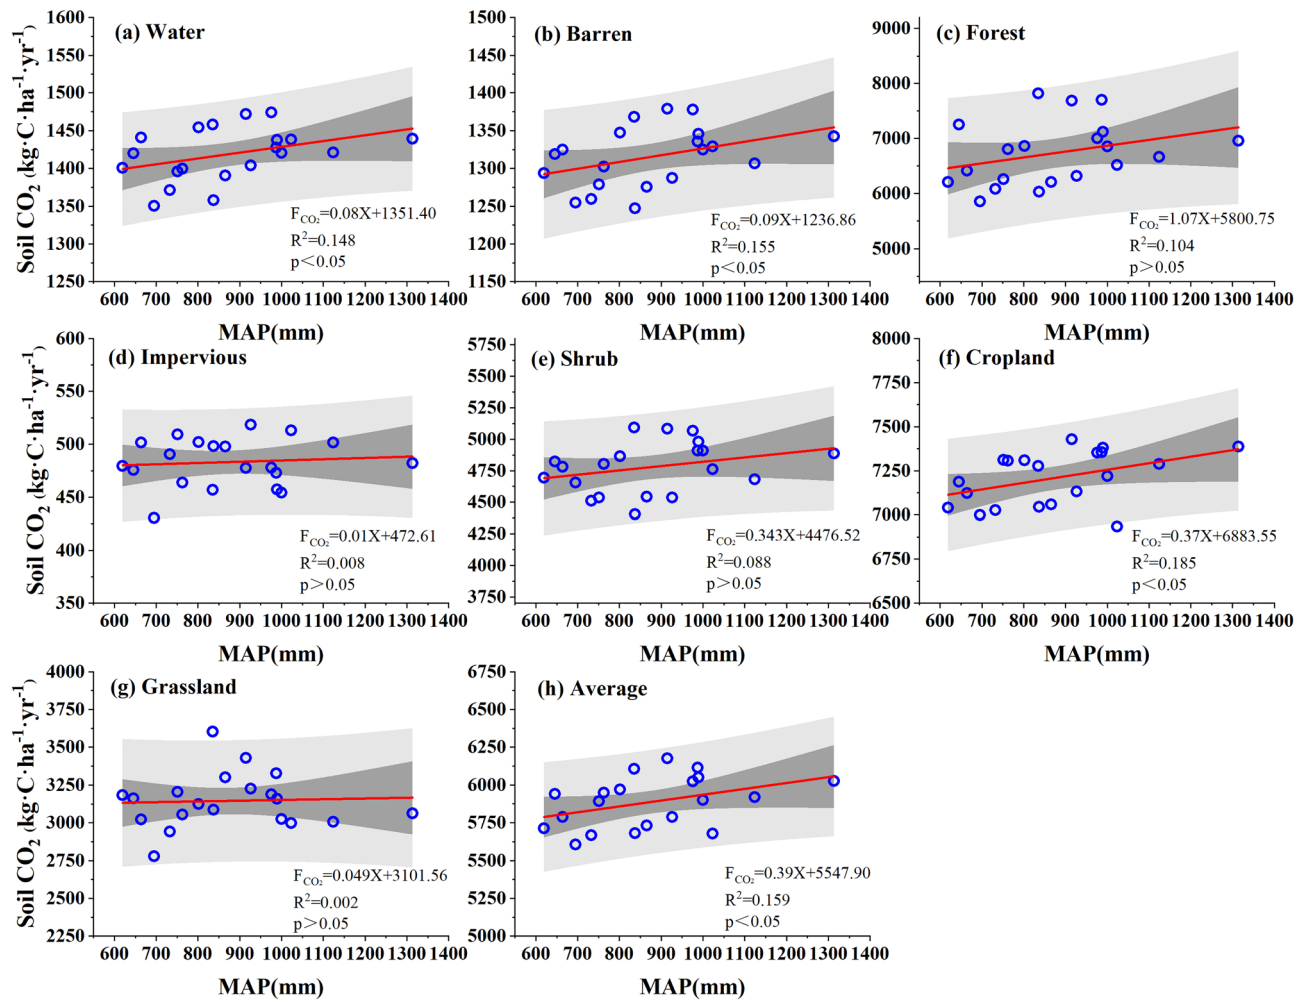 Soil CO₂ (kg·C·ha⁻¹·yr⁻¹)
1600
1550
1500
1450
1400
1350
1300
1250
(a) Water
F_CO₂=0.08X+1351.40
R²=0.148
p<0.05
600 700 800 900 1000 1100 1200 1300 1400
MAP(mm)
1500
1450
1400
1350
1300
1250
1200
1150
(b) Barren
F_CO₂=0.09X+1236.86
R²=0.155
p<0.05
600 700 800 900 1000 1100 1200 1300 1400
MAP(mm)
9000
8000
7000
6000
5000
(c) Forest
F_CO₂=1.07X+5800.75
R²=0.104
p>0.05
600 700 800 900 1000 1100 1200 1300 1400
MAP(mm)
Soil CO₂ (kg·C·ha⁻¹·yr⁻¹)
600
550
500
450
400
350
(d) Impervious
F_CO₂=0.01X+472.61
R²=0.008
p>0.05
600 700 800 900 1000 1100 1200 1300 1400
MAP(mm)
5750
5500
5250
5000
4750
4500
4250
4000
3750
(e) Shrub
F_CO₂=0.343X+4476.52
R²=0.088
p>0.05
600 700 800 900 1000 1100 1200 1300 1400
MAP(mm)
8000
7750
7500
7250
7000
6750
6500
(f) Cropland
F_CO₂=0.37X+6883.55
R²=0.185
p<0.05
600 700 800 900 1000 1100 1200 1300 1400
MAP(mm)
Soil CO₂ (kg·C·ha⁻¹·yr⁻¹)
4000
3750
3500
3250
3000
2750
2500
2250
(g) Grassland
F_CO₂=0.049X+3101.56
R²=0.002
p>0.05
600 700 800 900 1000 1100 1200 1300 1400
MAP(mm)
6750
6500
6250
6000
5750
5500
5250
5000
(h) Average
F_CO₂=0.39X+5547.90
R²=0.159
p<0.05
600 700 800 900 1000 1100 1200 1300 1400
MAP(mm)